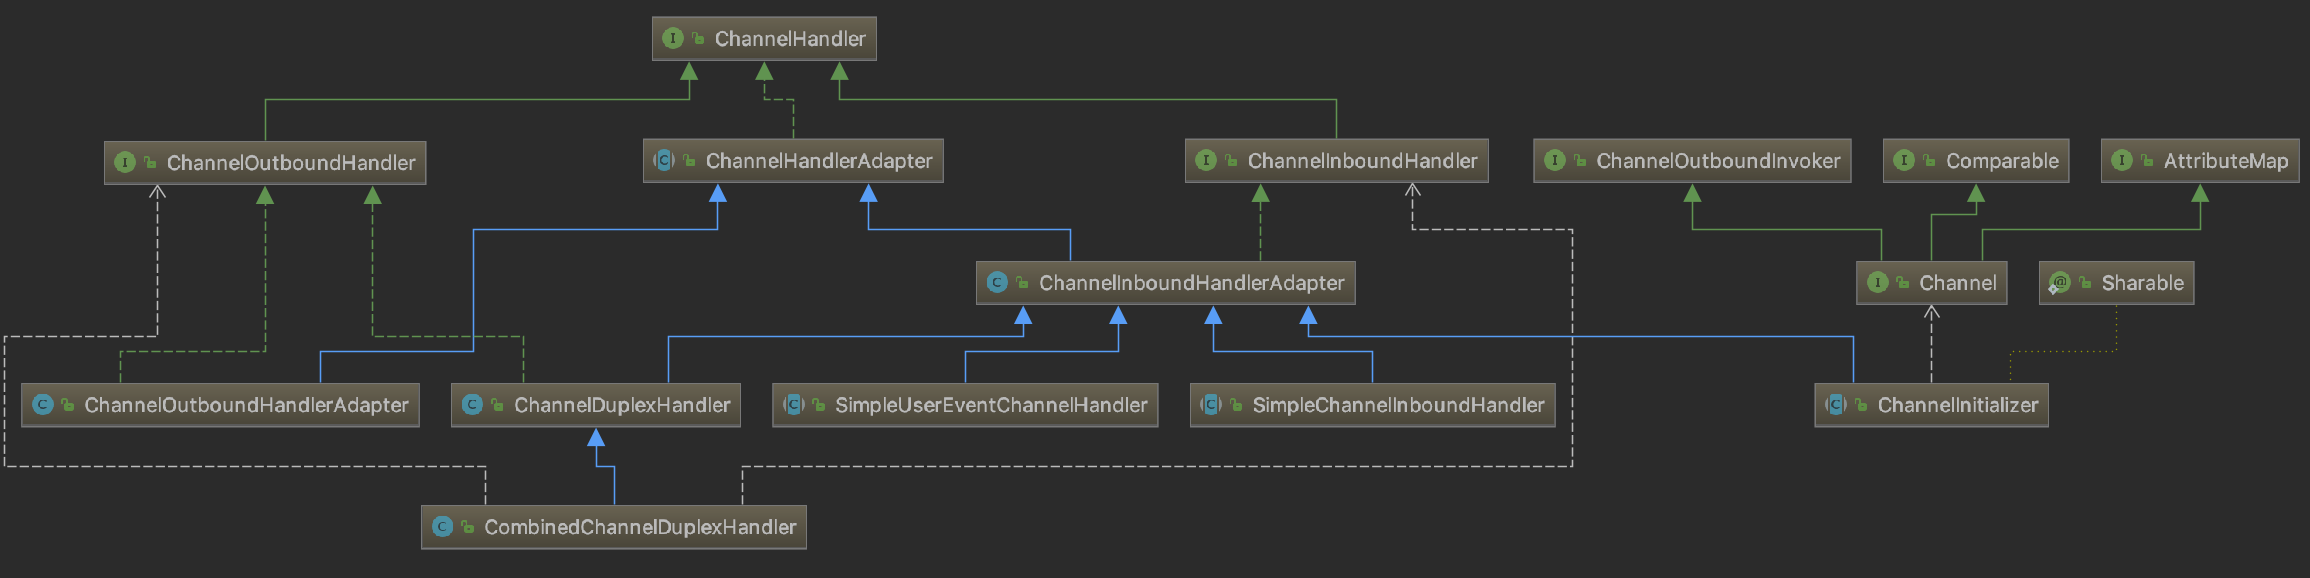 I ChannelHandler
I ChannelOutboundHandler
C ChannelHandlerAdapter
I ChannelInboundHandler
I ChannelOutboundInvoker
I Comparable
I AttributeMap
C ChannelInboundHandlerAdapter
I Channel
@ Sharable
C ChannelOutboundHandlerAdapter
C ChannelDuplexHandler
C SimpleUserEventChannelHandler
C SimpleChannelInboundHandler
C ChannelInitializer
C CombinedChannelDuplexHandler